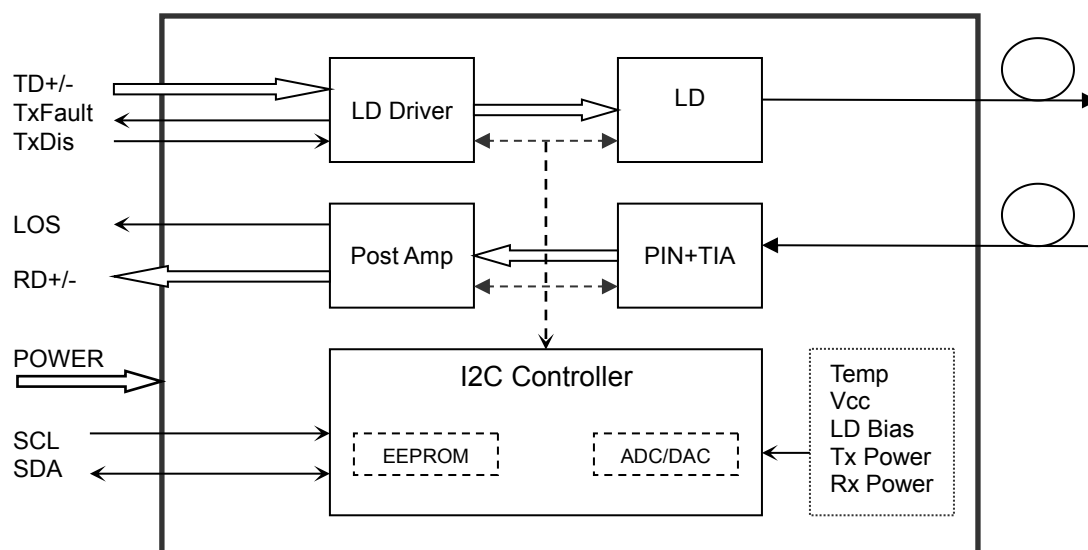 TD+/-
TxFault
TxDis
LD Driver
LD
LOS
RD+/-
Post Amp
PIN+TIA
POWER
SCL
SDA
I2C Controller
EEPROM
ADC/DAC
Temp
Vcc
LD Bias
Tx Power
Rx Power